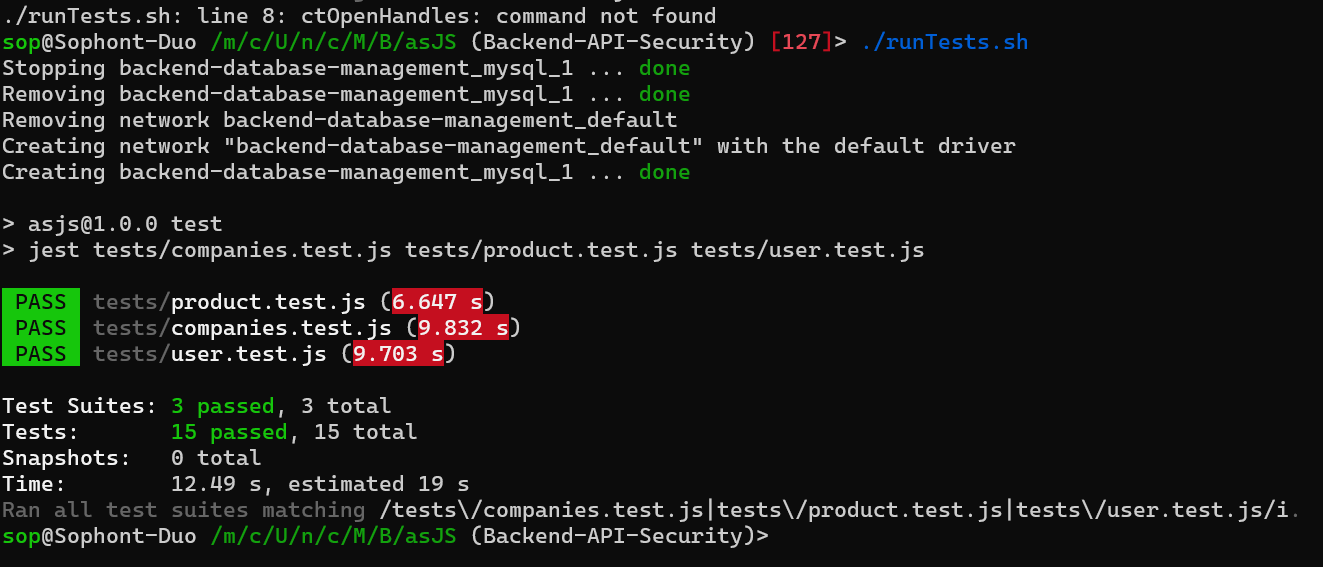 ./runTests.sh: line 8: ctOpenHandles: command not found
sop@Sophont-Duo /m/c/U/n/c/M/B/asJS (Backend-API-Security) [127]> ./runTests.sh
Stopping backend-database-management_mysql_1 ... done
Removing backend-database-management_mysql_1 ... done
Removing network backend-database-management_default
Creating network "backend-database-management_default" with the default driver
Creating backend-database-management_mysql_1 ... done
> asjs@1.0.0 test
> jest tests/companies.test.js tests/product.test.js tests/user.test.js
PASS tests/product.test.js (6.647 s)
PASS tests/companies.test.js (9.832 s)
PASS tests/user.test.js (9.703 s)
Test Suites: 3 passed, 3 total
Tests: 15 passed, 15 total
Snapshots: 0 total
Time: 12.49 s, estimated 19 s
Ran all test suites matching /tests\/companies.test.js|tests\/product.test.js|tests\/user.test.js/i.
sop@Sophont-Duo /m/c/U/n/c/M/B/asJS (Backend-API-Security)>